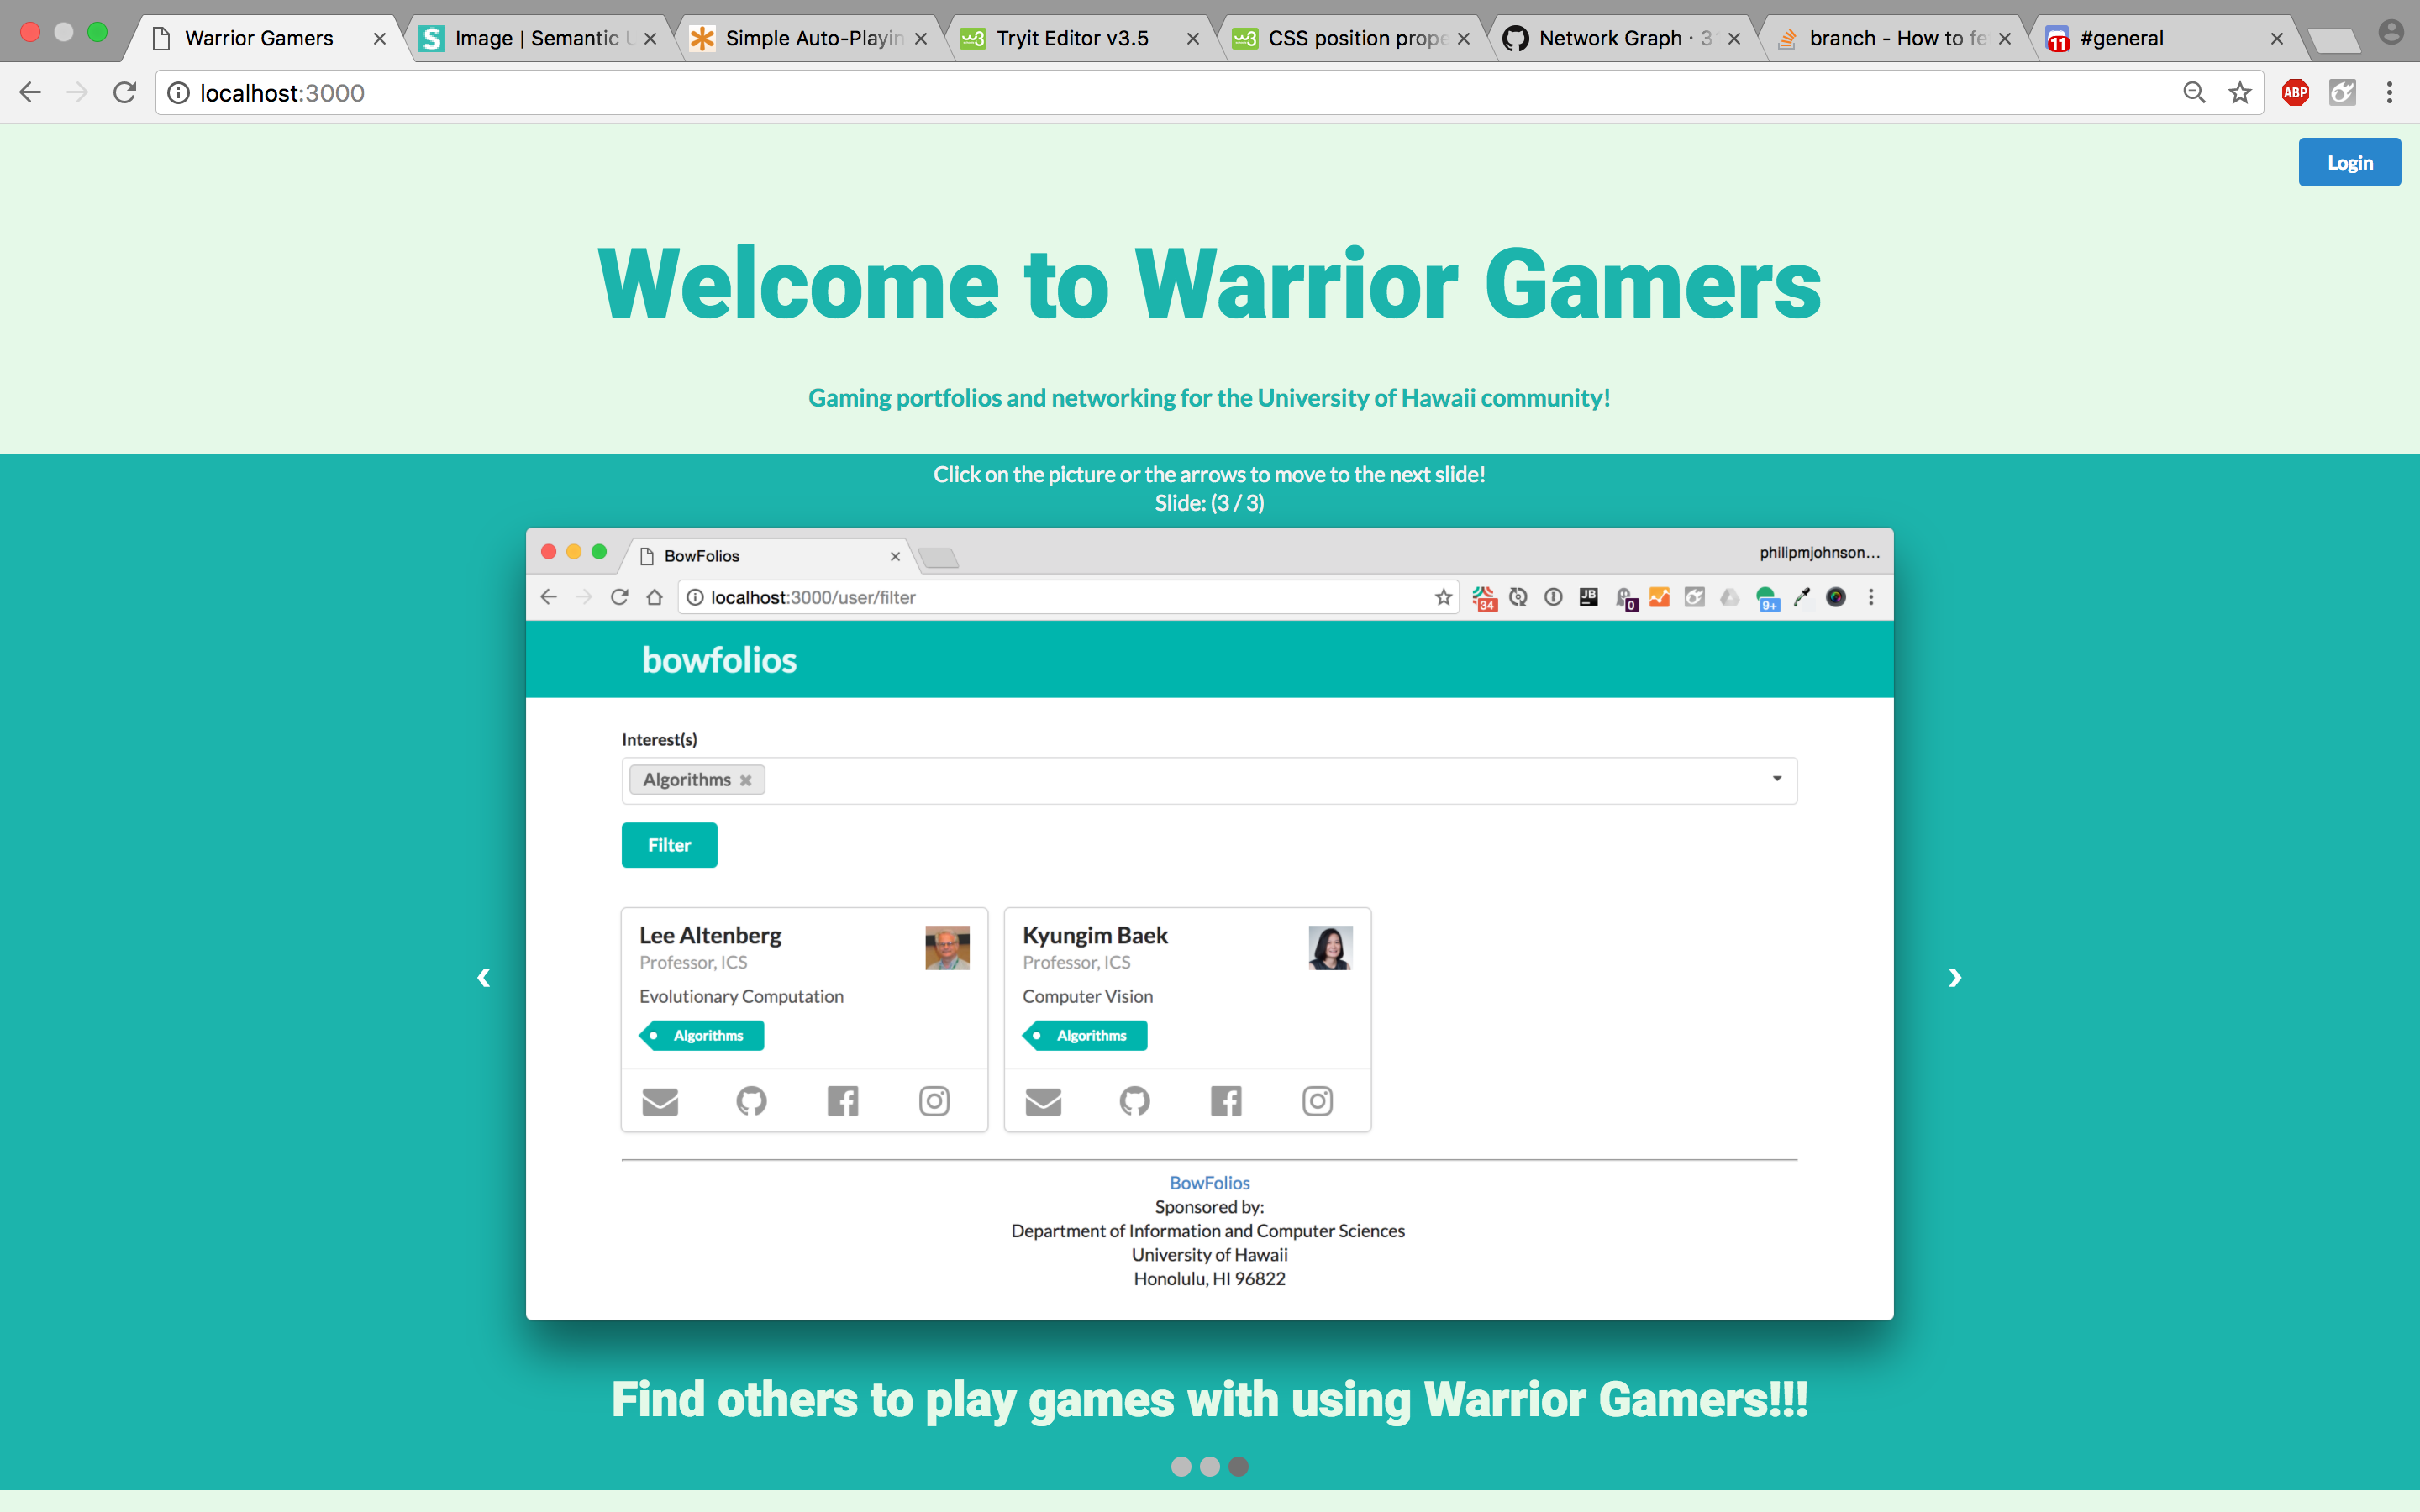 Warrior Gamers
Image | Semantic U
Simple Auto-Playin
Tryit Editor v3.5
CSS position prope
Network Graph · 3
branch - How to fe
11
#general
localhost:3000
ABP
Login
Welcome to Warrior Gamers
Gaming portfolios and networking for the University of Hawaii community!
Click on the picture or the arrows to move to the next slide!
Slide: (3 / 3)
BowFolios
philipmjohnson...
localhost:3000/user/filter
34
JB
0
9+
bowfolios
Interest(s)
Algorithms
Filter
Lee Altenberg
Professor, ICS
Evolutionary Computation
Algorithms
Kyungim Baek
Professor, ICS
Computer Vision
Algorithms
BowFolios
Sponsored by:
Department of Information and Computer Sciences
University of Hawaii
Honolulu, HI 96822
Find others to play games with using Warrior Gamers!!!